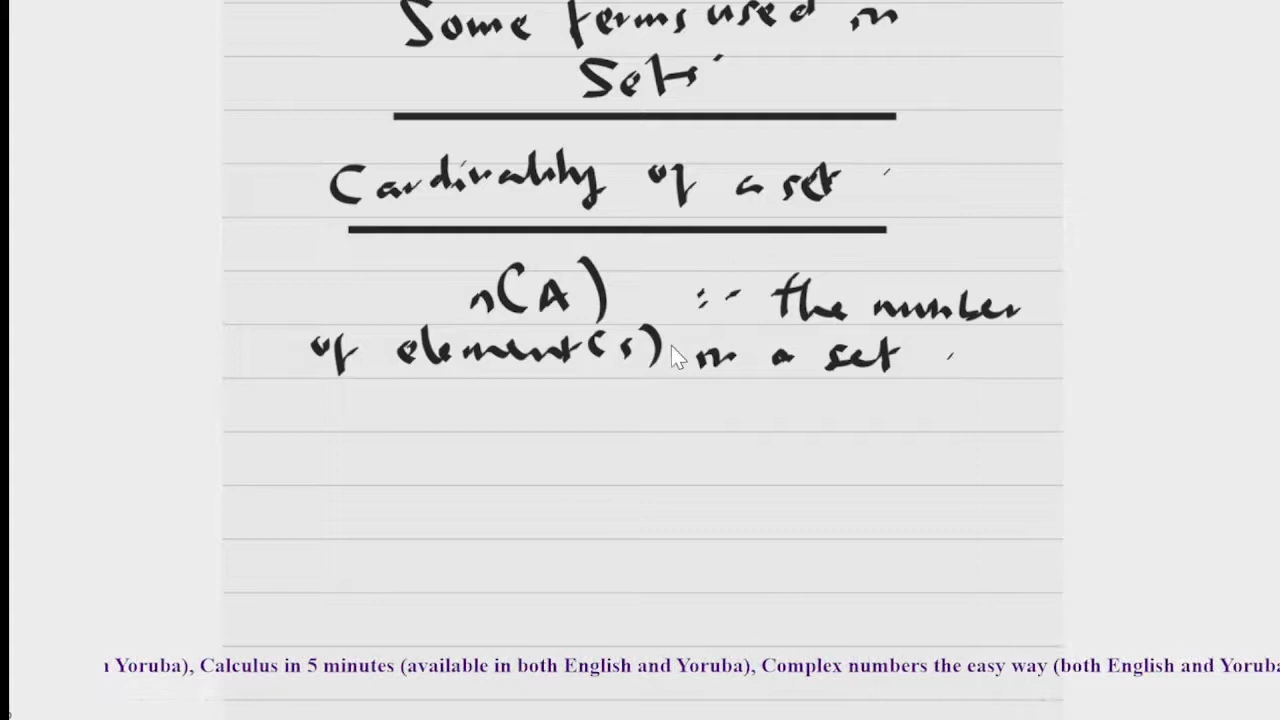 Some terms used in
Sets
Cardinality of a set
n(A) :- the number
of element(s) in a set
Yoruba), Calculus in 5 minutes (available in both English and Yoruba), Complex numbers the easy way (both English and Yoruba